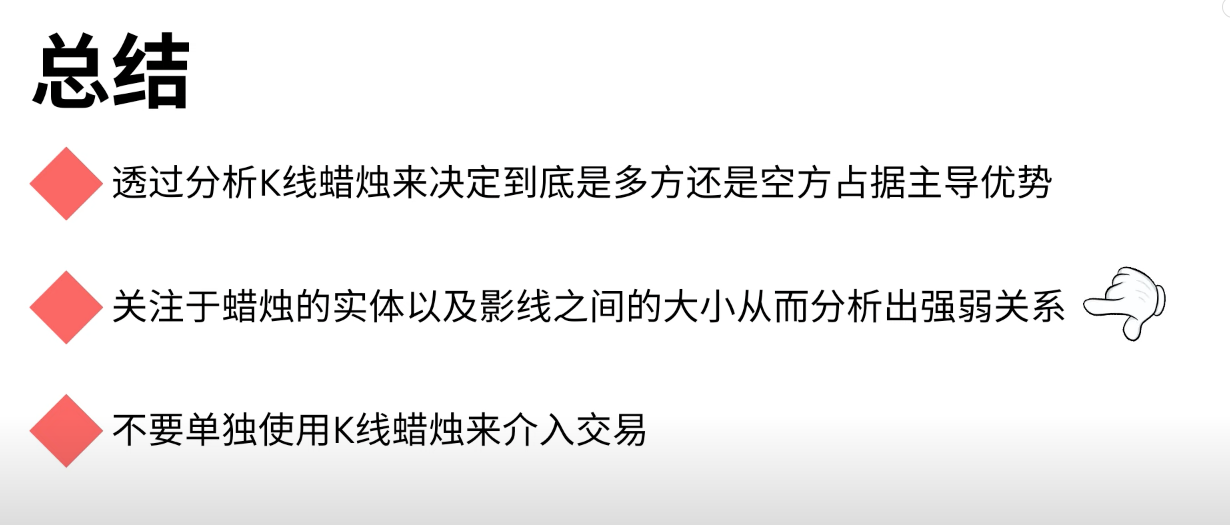 总结
透过分析K线蜡烛来决定到底是多方还是空方占据主导优势
关注于蜡烛的实体以及影线之间的大小从而分析出强弱关系
不要单独使用K线蜡烛来介入交易